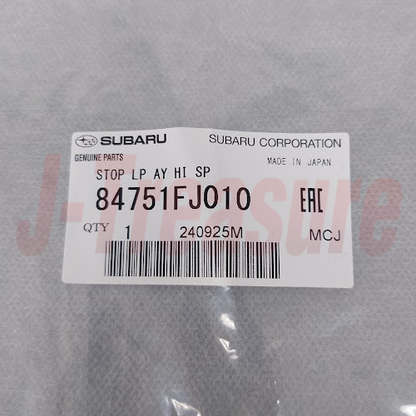 SUBARU SUBARU CORPORATION
GENUINE PARTS MADE IN JAPAN
STOP LP AY HI SP
84751FJ010 EAC
QTY 1 240925M MCJ
J-Treasure